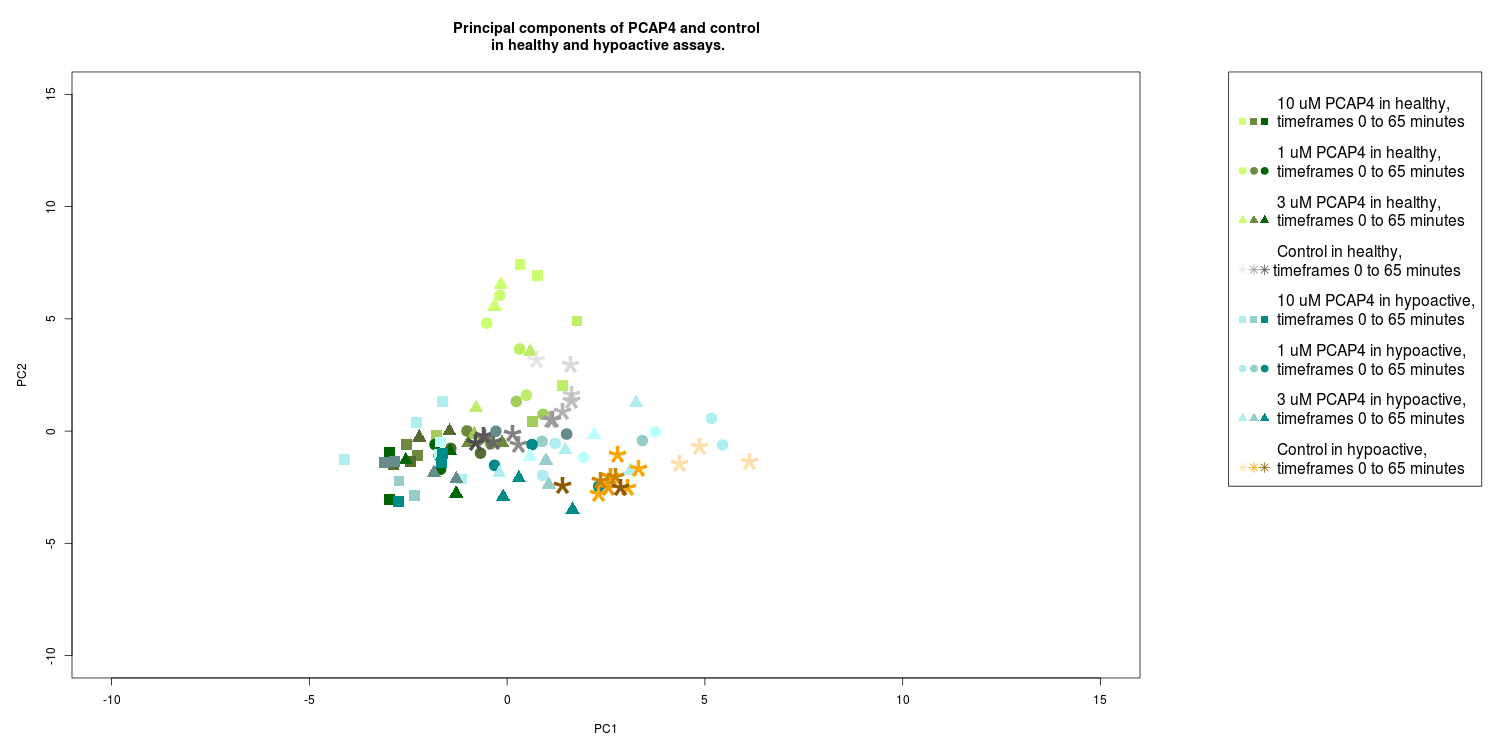 Principal components of PCAP4 and control
in healthy and hypoactive assays.
15
10
5
0
-5
-10
PC2
-10
-5
0
5
10
15
PC1
10 uM PCAP4 in healthy,
timeframes 0 to 65 minutes
1 uM PCAP4 in healthy,
timeframes 0 to 65 minutes
3 uM PCAP4 in healthy,
timeframes 0 to 65 minutes
Control in healthy,
timeframes 0 to 65 minutes
10 uM PCAP4 in hypoactive,
timeframes 0 to 65 minutes
1 uM PCAP4 in hypoactive,
timeframes 0 to 65 minutes
3 uM PCAP4 in hypoactive,
timeframes 0 to 65 minutes
Control in hypoactive,
timeframes 0 to 65 minutes